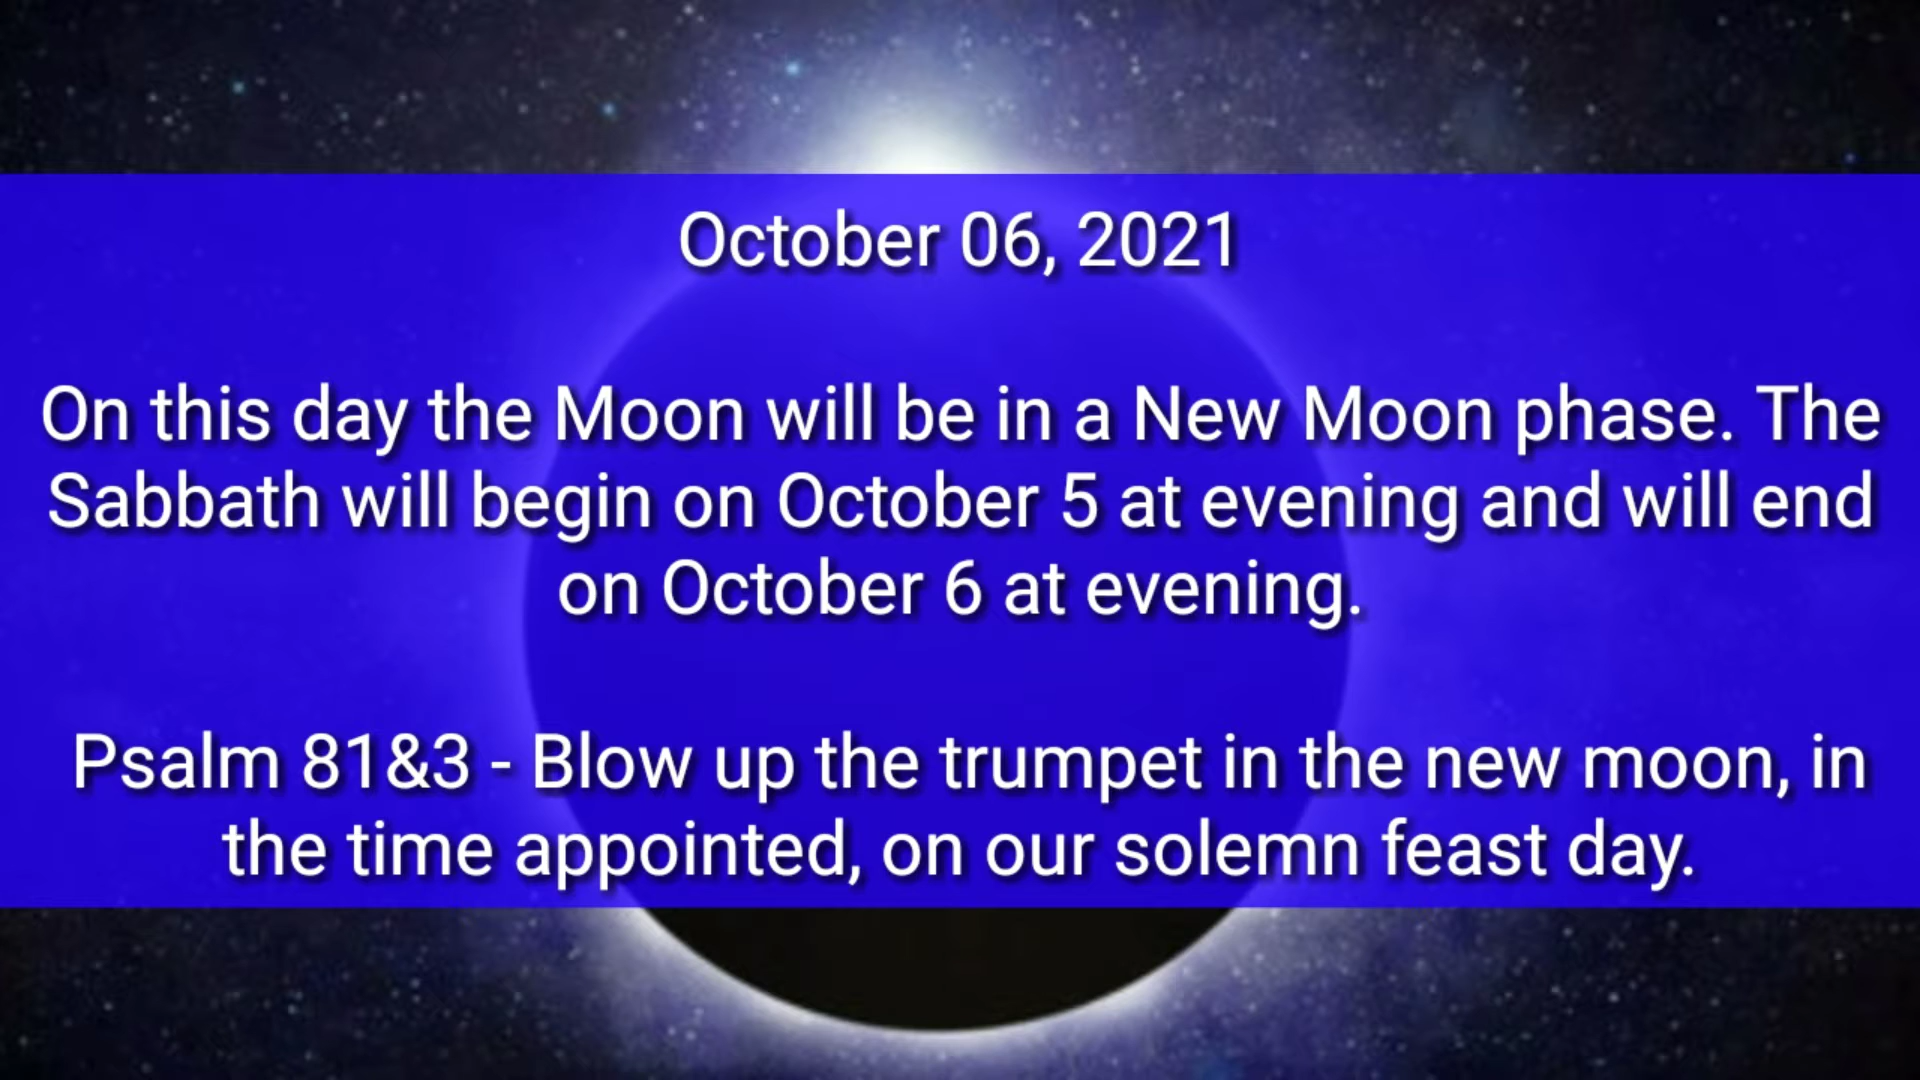 October 06, 2021
On this day the Moon will be in a New Moon phase. The
Sabbath will begin on October 5 at evening and will end
on October 6 at evening.
Psalm 81&3 - Blow up the trumpet in the new moon, in
the time appointed, on our solemn feast day.